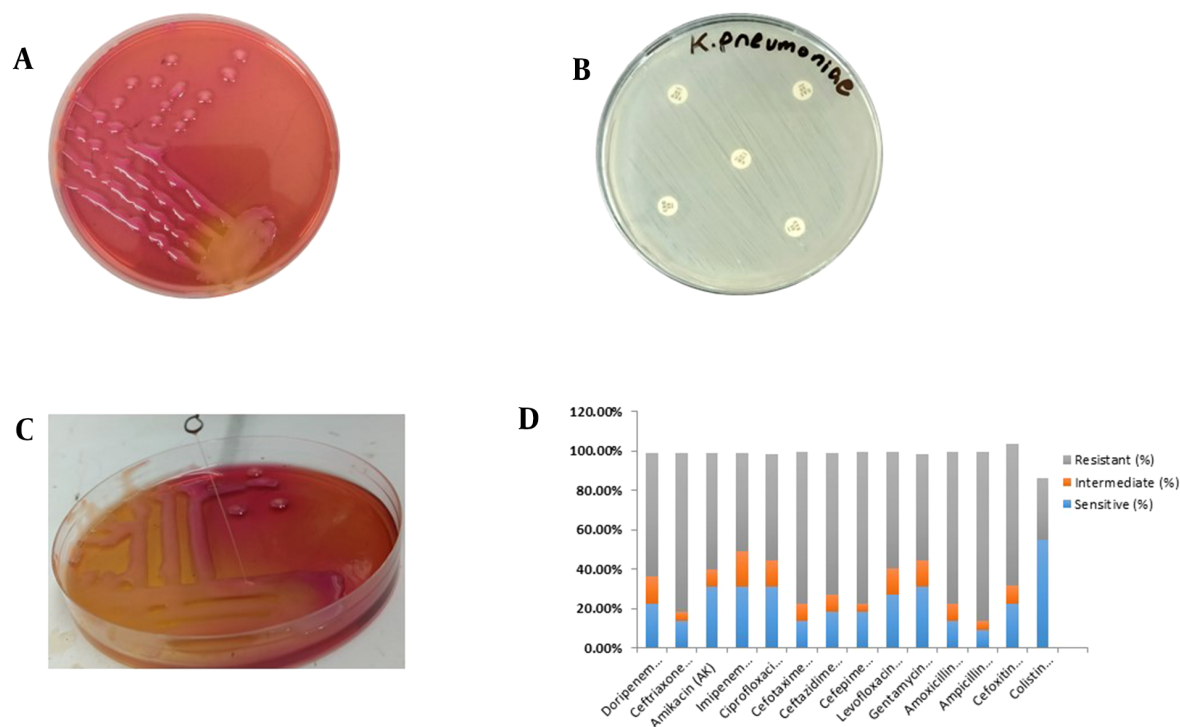 A
B
K.pneumoniae
C
D
120.00%
100.00%
80.00%
60.00%
40.00%
20.00%
0.00%
Resistant (%)
Intermediate (%)
Sensitive (%)
Doripenem...
Ceftriaxone...
Amikacin (AK)
Imipenem...
Ciprofloxaci...
Cefotaxime...
Ceftazidime...
Cefepime...
Levofloxacin...
Gentamycin...
Amoxicillin...
Ampicillin...
Cefoxitin...
Colistin...